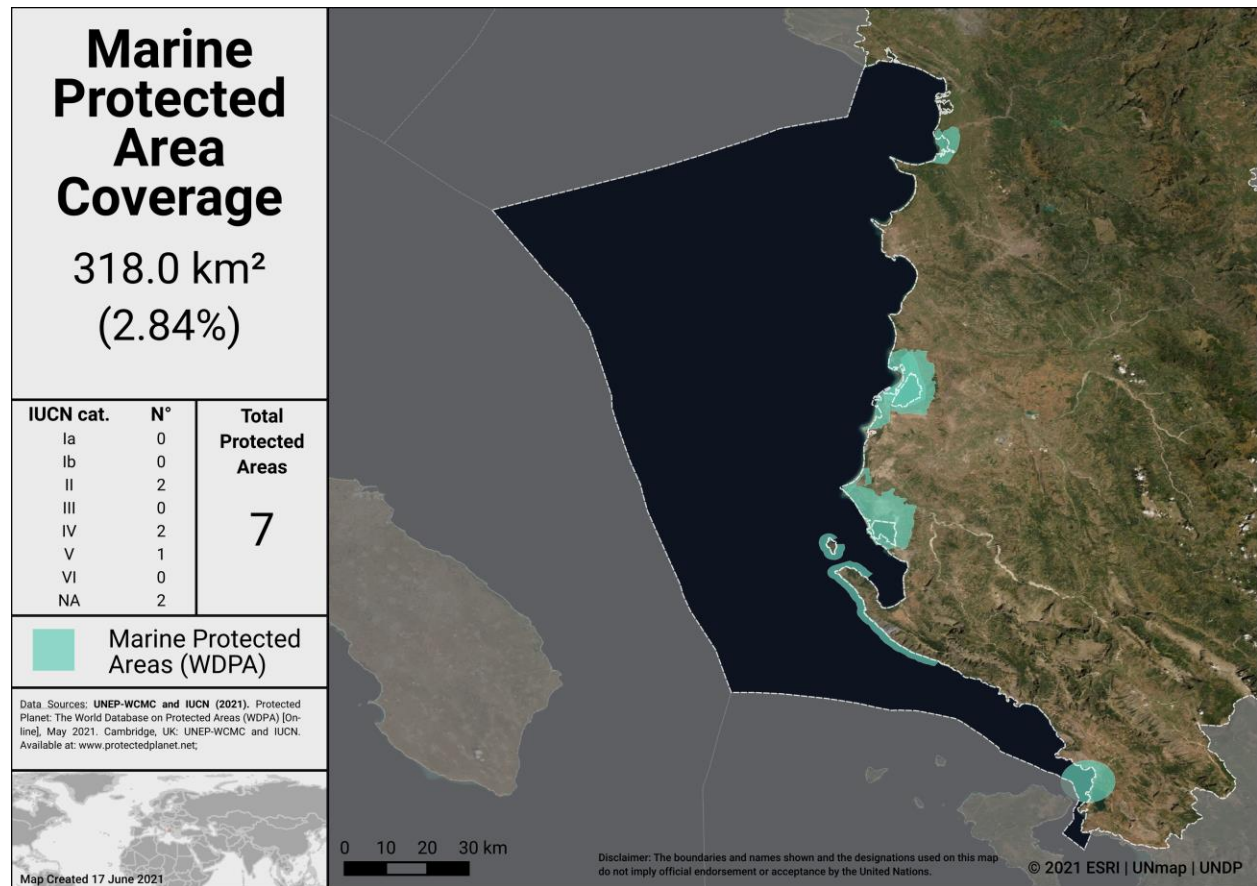 Marine
Protected
Area
Coverage
318.0 km²
(2.84%)
IUCN cat. N°
Ia 0
Ib 0
II 2
III 0
IV 2
V 1
VI 0
NA 2
Total
Protected
Areas
7
Marine Protected
Areas (WDPA)
Data Sources: UNEP-WCMC and IUCN (2021). Protected
Planet: The World Database on Protected Areas (WDPA) [On-
line], May 2021. Cambridge, UK: UNEP-WCMC and IUCN.
Available at: www.protectedplanet.net;
Map Created 17 June 2021
0 10 20 30 km
Disclaimer: The boundaries and names shown and the designations used on this map
do not imply official endorsement or acceptance by the United Nations.
© 2021 ESRI | UNmap | UNDP